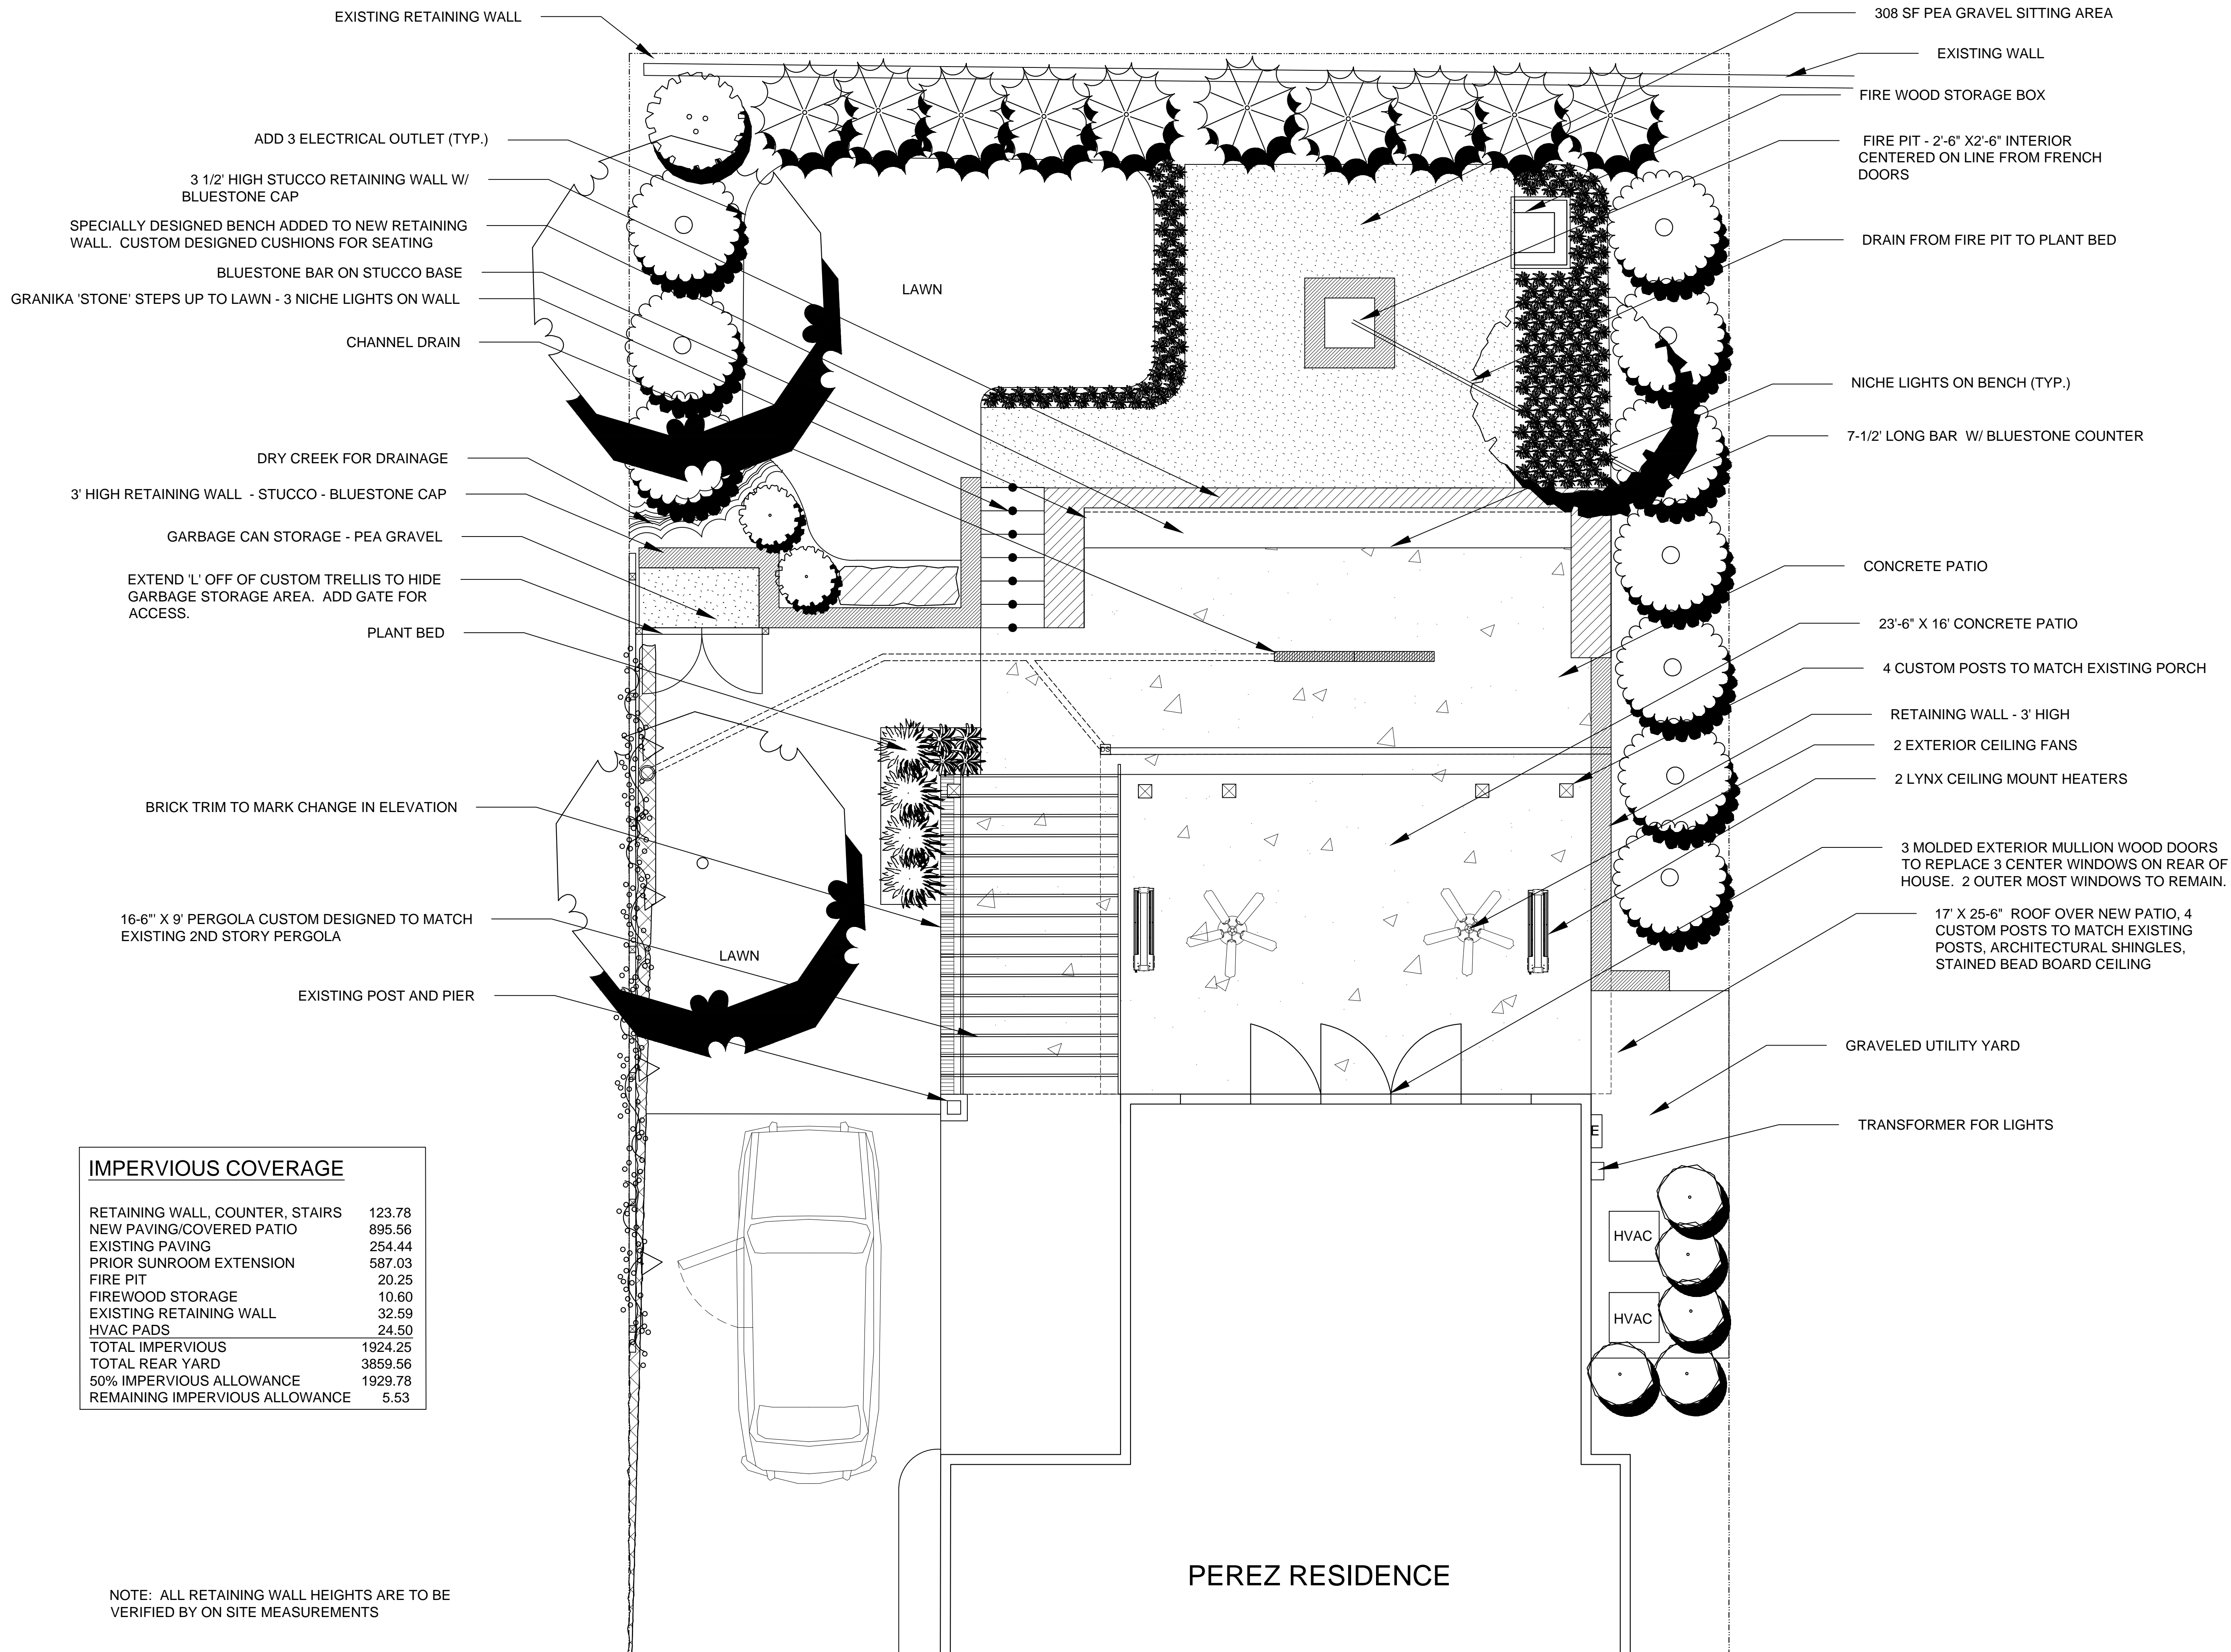 EXISTING RETAINING WALL
ADD 3 ELECTRICAL OUTLET (TYP.)
3 1/2' HIGH STUCCO RETAINING WALL W/
BLUESTONE CAP
SPECIALLY DESIGNED BENCH ADDED TO NEW RETAINING
WALL. CUSTOM DESIGNED CUSHIONS FOR SEATING
BLUESTONE BAR ON STUCCO BASE
GRANIKA 'STONE' STEPS UP TO LAWN - 3 NICHE LIGHTS ON WALL
CHANNEL DRAIN
DRY CREEK FOR DRAINAGE
3' HIGH RETAINING WALL - STUCCO - BLUESTONE CAP
GARBAGE CAN STORAGE - PEA GRAVEL
EXTEND 'L' OFF OF CUSTOM TRELLIS TO HIDE
GARBAGE STORAGE AREA. ADD GATE FOR
ACCESS.
PLANT BED
BRICK TRIM TO MARK CHANGE IN ELEVATION
16-6"' X 9' PERGOLA CUSTOM DESIGNED TO MATCH
EXISTING 2ND STORY PERGOLA
EXISTING POST AND PIER
LAWN
LAWN
DS
308 SF PEA GRAVEL SITTING AREA
EXISTING WALL
FIRE WOOD STORAGE BOX
FIRE PIT - 2'-6" X2'-6" INTERIOR
CENTERED ON LINE FROM FRENCH
DOORS
DRAIN FROM FIRE PIT TO PLANT BED
NICHE LIGHTS ON BENCH (TYP.)
7-1/2' LONG BAR W/ BLUESTONE COUNTER
CONCRETE PATIO
23'-6" X 16' CONCRETE PATIO
4 CUSTOM POSTS TO MATCH EXISTING PORCH
RETAINING WALL - 3' HIGH
2 EXTERIOR CEILING FANS
2 LYNX CEILING MOUNT HEATERS
3 MOLDED EXTERIOR MULLION WOOD DOORS
TO REPLACE 3 CENTER WINDOWS ON REAR OF
HOUSE. 2 OUTER MOST WINDOWS TO REMAIN.
17' X 25-6" ROOF OVER NEW PATIO, 4
CUSTOM POSTS TO MATCH EXISTING
POSTS, ARCHITECTURAL SHINGLES,
STAINED BEAD BOARD CEILING
GRAVELED UTILITY YARD
TRANSFORMER FOR LIGHTS
E
HVAC
HVAC
IMPERVIOUS COVERAGE
RETAINING WALL, COUNTER, STAIRS 123.78
NEW PAVING/COVERED PATIO 895.56
EXISTING PAVING 254.44
PRIOR SUNROOM EXTENSION 587.03
FIRE PIT 20.25
FIREWOOD STORAGE 10.60
EXISTING RETAINING WALL 32.59
HVAC PADS 24.50
TOTAL IMPERVIOUS 1924.25
TOTAL REAR YARD 3859.56
50% IMPERVIOUS ALLOWANCE 1929.78
REMAINING IMPERVIOUS ALLOWANCE 5.53
PEREZ RESIDENCE
NOTE: ALL RETAINING WALL HEIGHTS ARE TO BE
VERIFIED BY ON SITE MEASUREMENTS